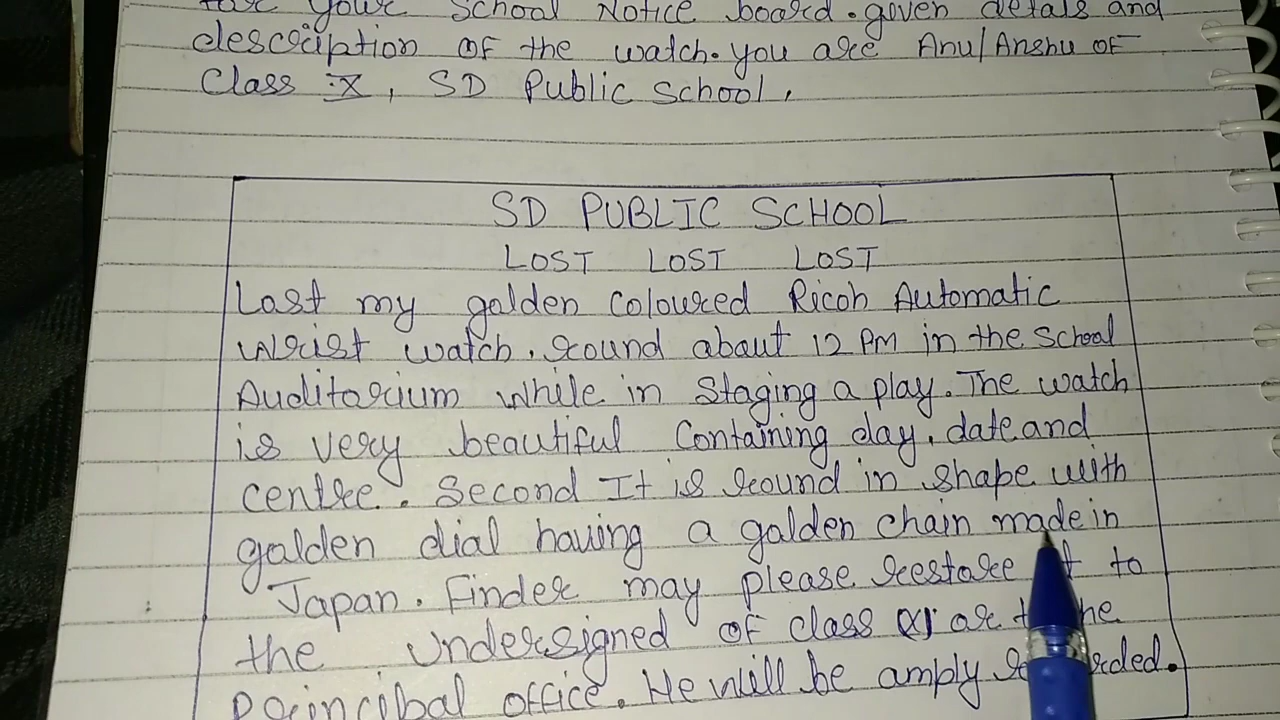 for your School Notice board. given detals and
description of the watch. you are Anu/Anshu of
Class X, SD Public School,
SD PUBLIC SCHOOL
LOST LOST LOST
Lost my golden coloured Ricoh Automatic
wrist watch. round about 12 PM in the School
Auditorium while in staging a play. The watch
is very beautiful containing day, date and
centre. Second It is round in shape with
golden dial having a golden chain made in
Japan. Finder may please restore it to
the undersigned of class or to the
princibal office. He will be amply